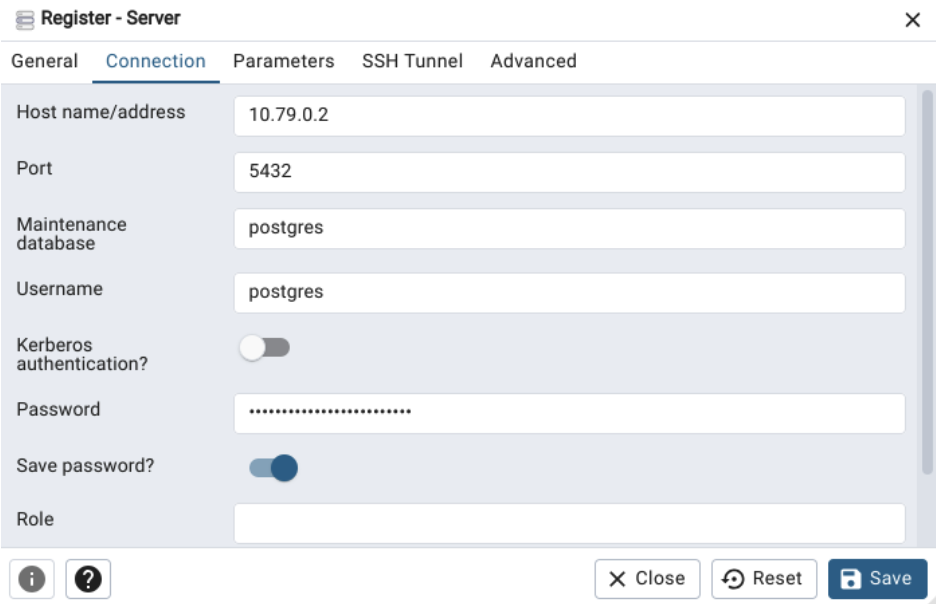 Register - Server
General Connection Parameters SSH Tunnel Advanced
Host name/address 10.79.0.2
Port 5432
Maintenance
database
postgres
Username postgres
Kerberos
authentication?
Password •••••••••••••••••••••••••
Save password?
Role
Close Reset Save